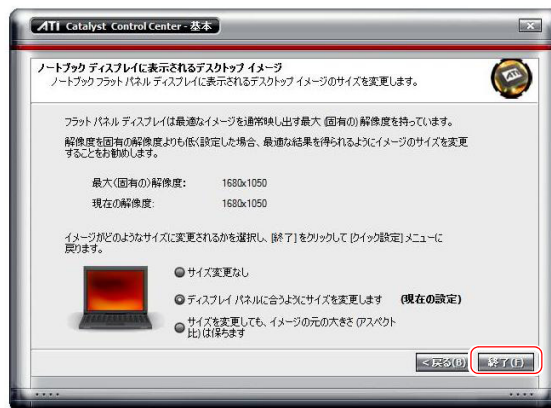 ATI Catalyst Control Center - 基本
ノートブック ディスプレイに表示されるデスクトップ イメージ
ノートブック フラット パネル ディスプレイに表示されるデスクトップ イメージのサイズを変更します。
フラット パネル ディスプレイは最適なイメージを通常映し出す最大 (固有の) 解像度を持っています。
解像度を固有の解像度よりも低く設定した場合、最適な結果を得られるようにイメージのサイズを変更
することをお勧めします。
最大(固有の)解像度: 1680x1050
現在の解像度: 1680x1050
イメージがどのようなサイズに変更されるかを選択し、[終了] をクリックして [クイック設定] メニューに
戻ります。
サイズ変更なし
ディスプレイ パネルに合うようにサイズを変更します (現在の設定)
サイズを変更しても、イメージの元の大きさ (アスペクト
比)は保ちます
< 戻る(B) 終了(F)